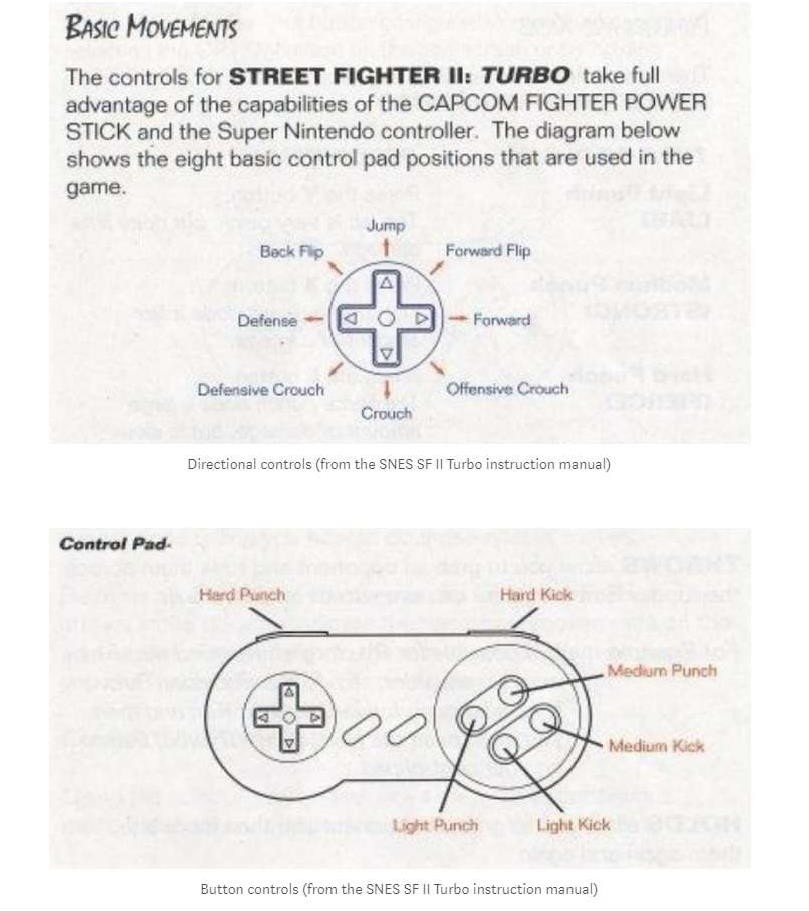 BASIC MOVEMENTS
The controls for STREET FIGHTER II: TURBO take full
advantage of the capabilities of the CAPCOM FIGHTER POWER
STICK and the Super Nintendo controller. The diagram below
shows the eight basic control pad positions that are used in the
game.
Jump
Back Flip
Forward Flip
Defense
Forward
Defensive Crouch
Offensive Crouch
Crouch
Directional controls (from the SNES SF II Turbo instruction manual)
Control Pad-
Hard Punch
Hard Kick
Medium Punch
Medium Kick
Light Punch
Light Kick
Button controls (from the SNES SF II Turbo instruction manual)